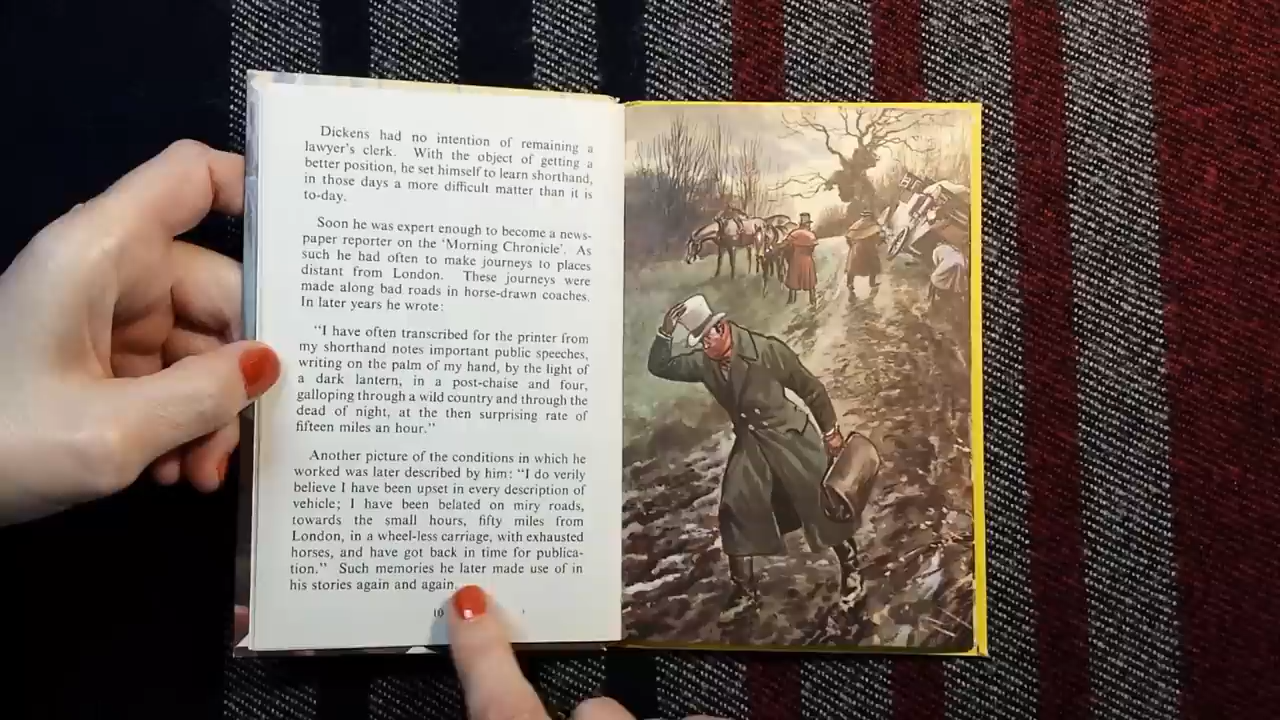 Dickens had no intention of remaining a
lawyer's clerk. With the object of getting a
better position, he set himself to learn shorthand,
in those days a more difficult matter than it is
to-day.
Soon he was expert enough to become a news-
paper reporter on the 'Morning Chronicle'. As
such he had often to make journeys to places
distant from London. These journeys were
made along bad roads in horse-drawn coaches.
In later years he wrote:
"I have often transcribed for the printer from
my shorthand notes important public speeches,
writing on the palm of my hand, by the light of
a dark lantern, in a post-chaise and four,
galloping through a wild country and through the
dead of night, at the then surprising rate of
fifteen miles an hour."
Another picture of the conditions in which he
worked was later described by him: "I do verily
believe I have been upset in every description of
vehicle; I have been belated on miry roads,
towards the small hours, fifty miles from
London, in a wheel-less carriage, with exhausted
horses, and have got back in time for publica-
tion." Such memories he later made use of in
his stories again and again.
10